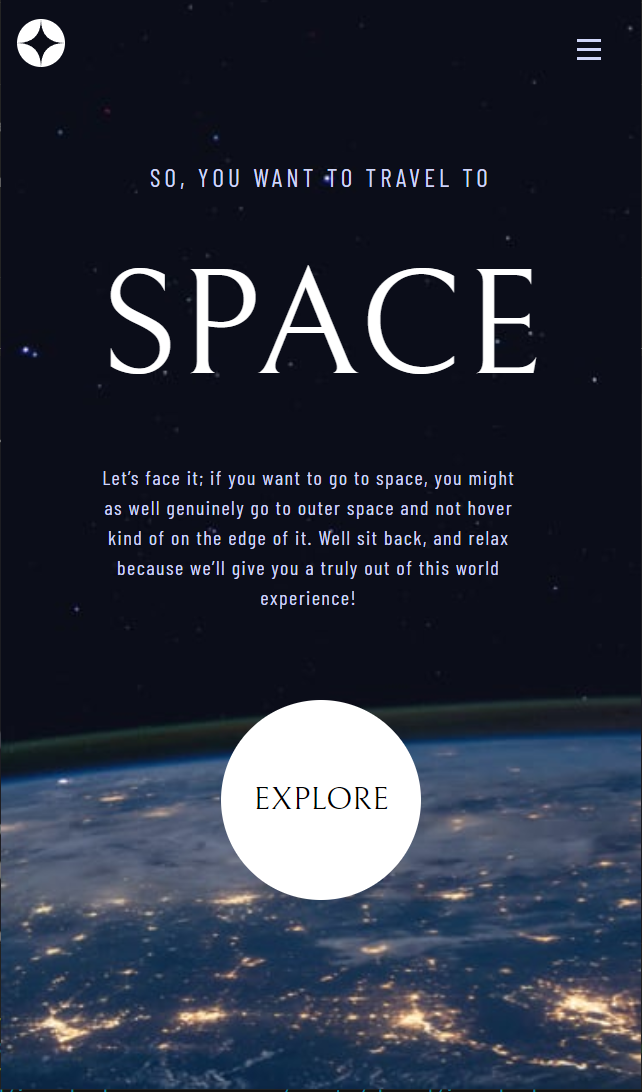 SO, YOU WANT TO TRAVEL TO
SPACE
Let’s face it; if you want to go to space, you might
as well genuinely go to outer space and not hover
kind of on the edge of it. Well sit back, and relax
because we’ll give you a truly out of this world
experience!
EXPLORE